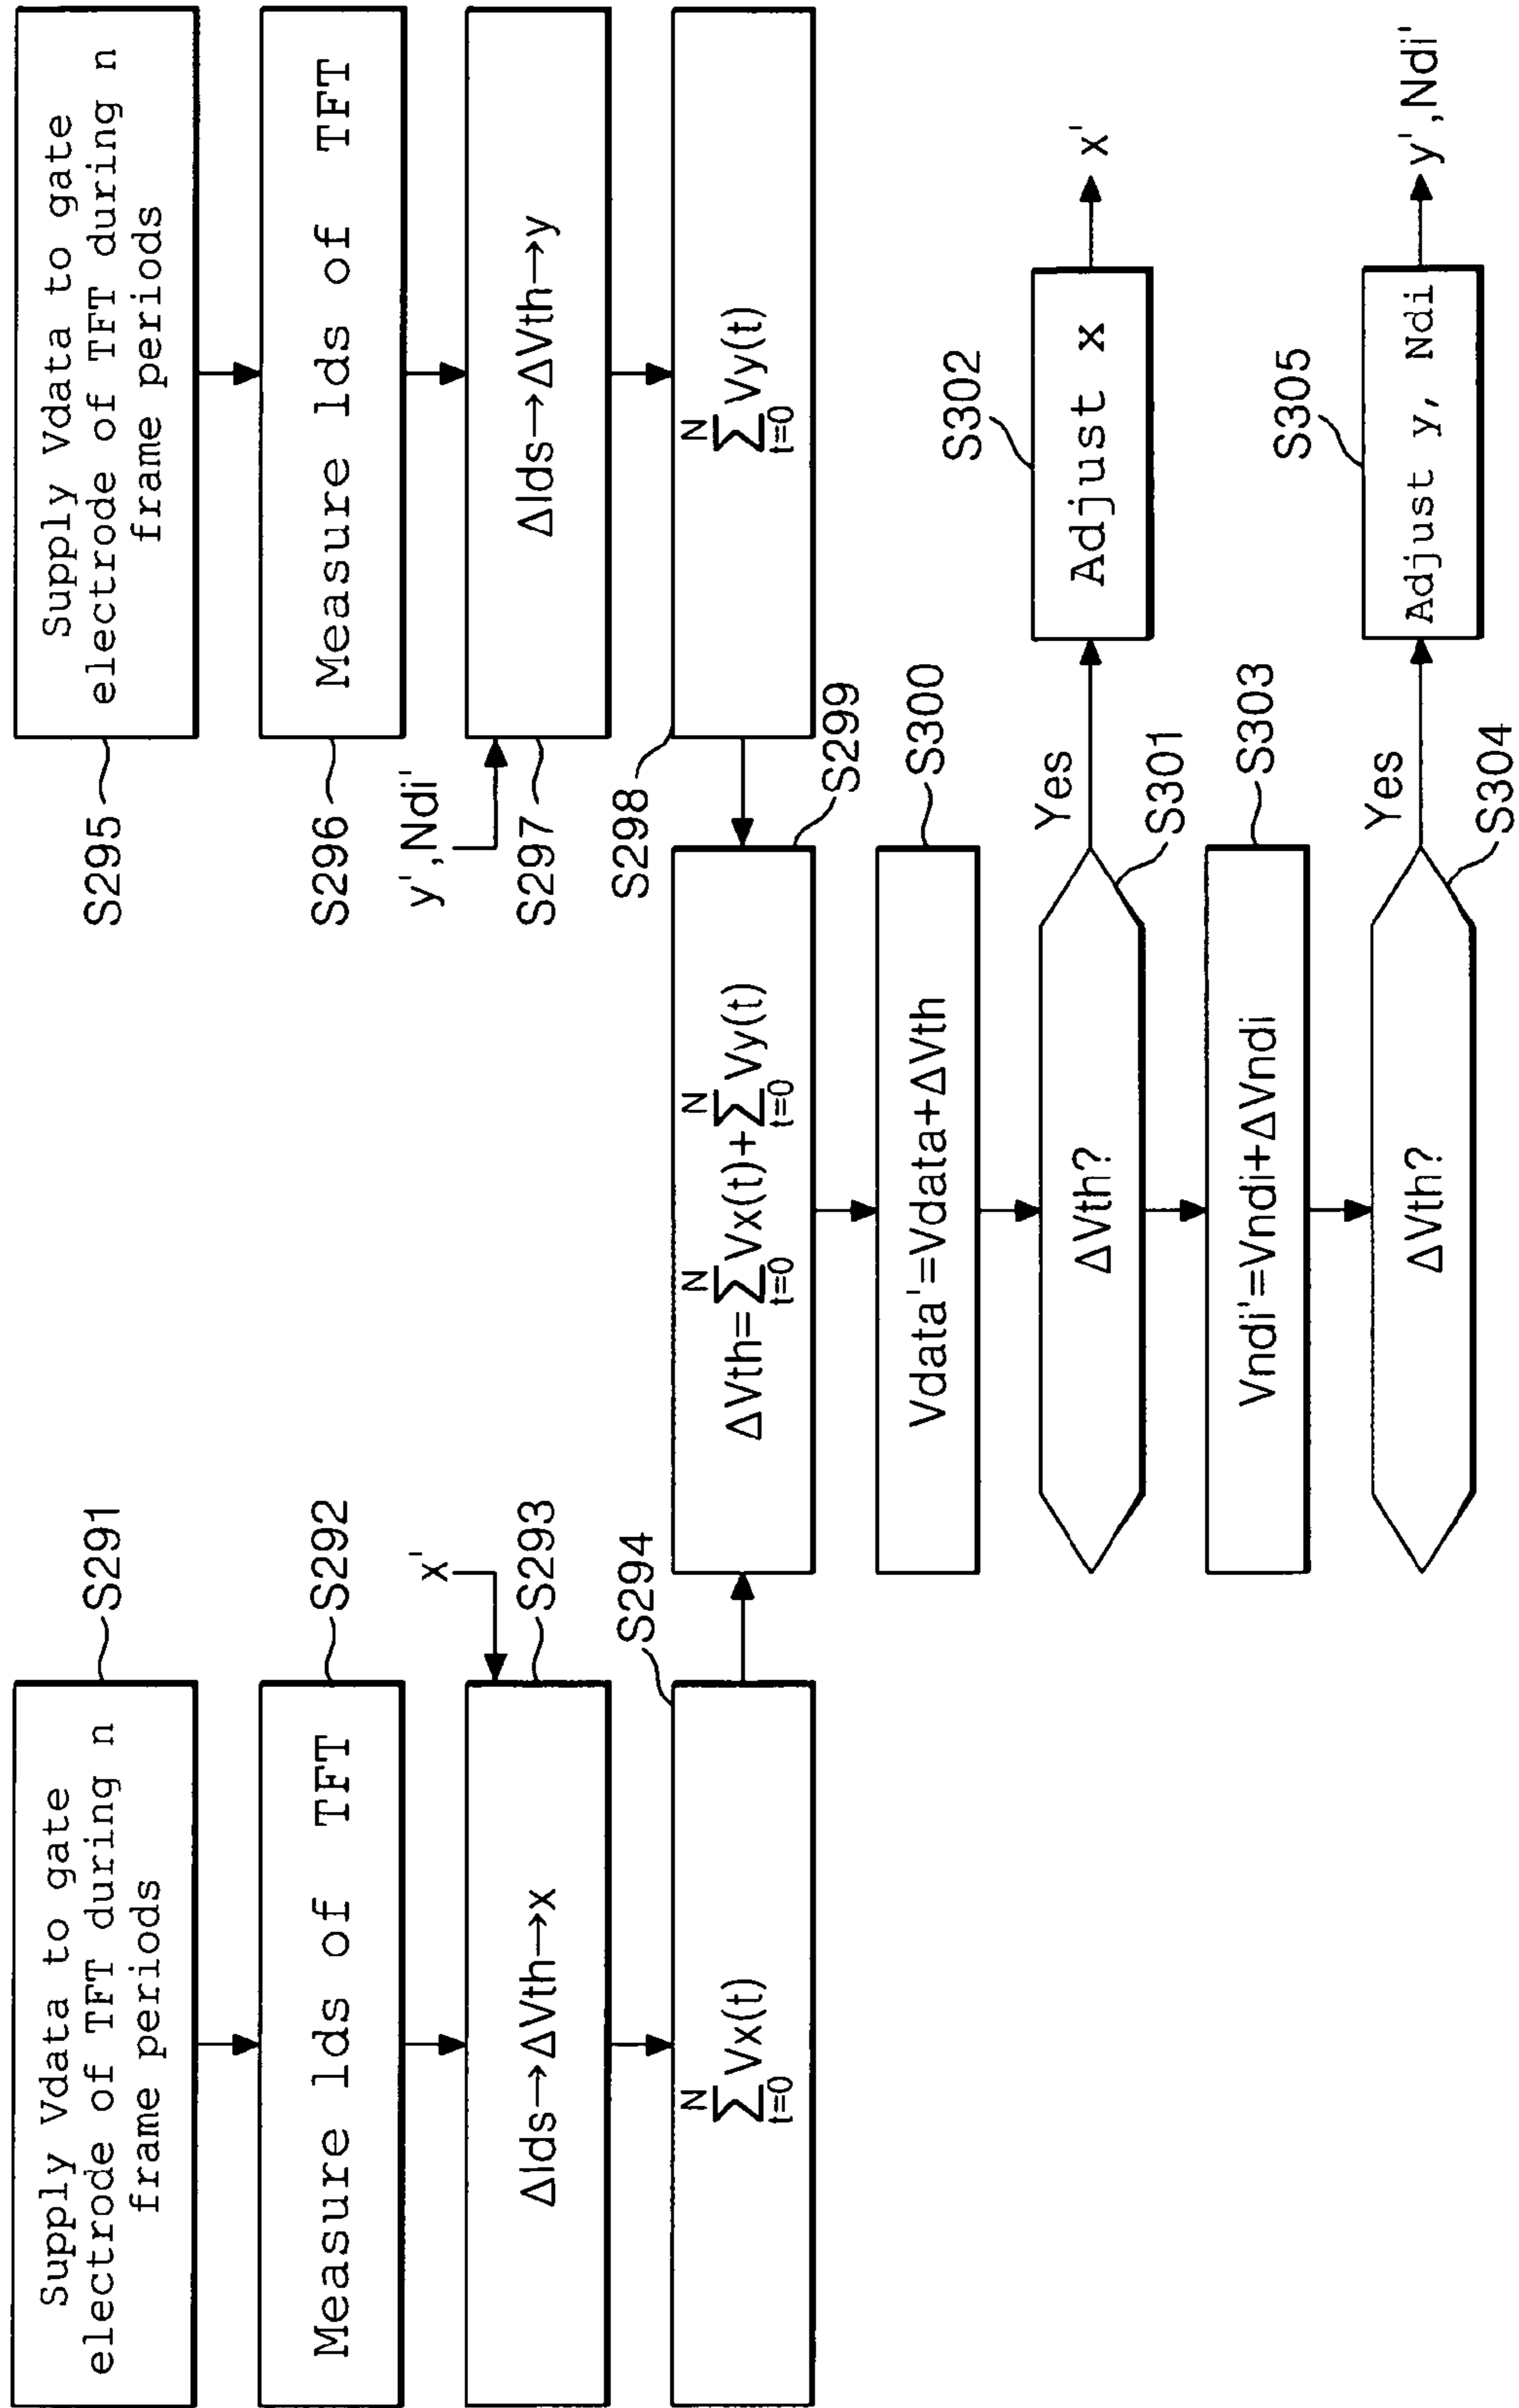 Supply Vdata to gate
electrode of TFT during n
frame periods
S291
Measure lds of TFT
S292
x'
ΔIds→ΔVth→x
S293
N
∑Vx(t)
t=0
S294
Supply Vdata to gate
electrode of TFT during n
frame periods
S295
Measure lds of TFT
S296
y',Ndi'
ΔIds→ΔVth→y
S297
N
∑Vy(t)
t=0
S298
N N
ΔVth=∑Vx(t)+∑Vy(t)
t=0 t=0
S299
Vdata'=Vdata+ΔVth
S300
ΔVth?
Yes
S301
Adjust x
S302
x'
Vndi'=Vndi+ΔVndi
S303
ΔVth?
Yes
S304
Adjust y, Ndi
S305
y',Ndi'